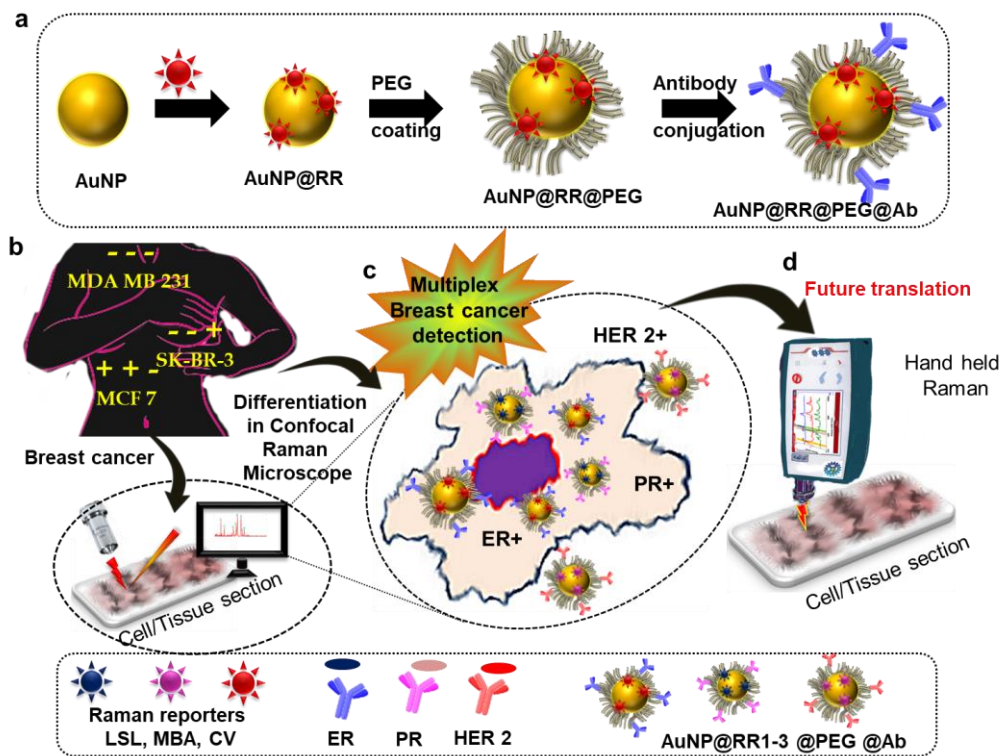 a
PEG
coating
Antibody
conjugation
AuNP
AuNP@RR
AuNP@RR@PEG
AuNP@RR@PEG@Ab
b
- - -
MDA MB 231
- - +
SK-BR-3
+ + -
MCF 7
Breast cancer
Differentiation
in Confocal
Raman
Microscope
Cell/Tissue section
c
Multiplex
Breast cancer
detection
HER 2+
PR+
ER+
d
Future translation
Hand held
Raman
Cell/Tissue section
Raman reporters
LSL, MBA, CV
ER
PR
HER 2
AuNP@RR1-3 @PEG @Ab